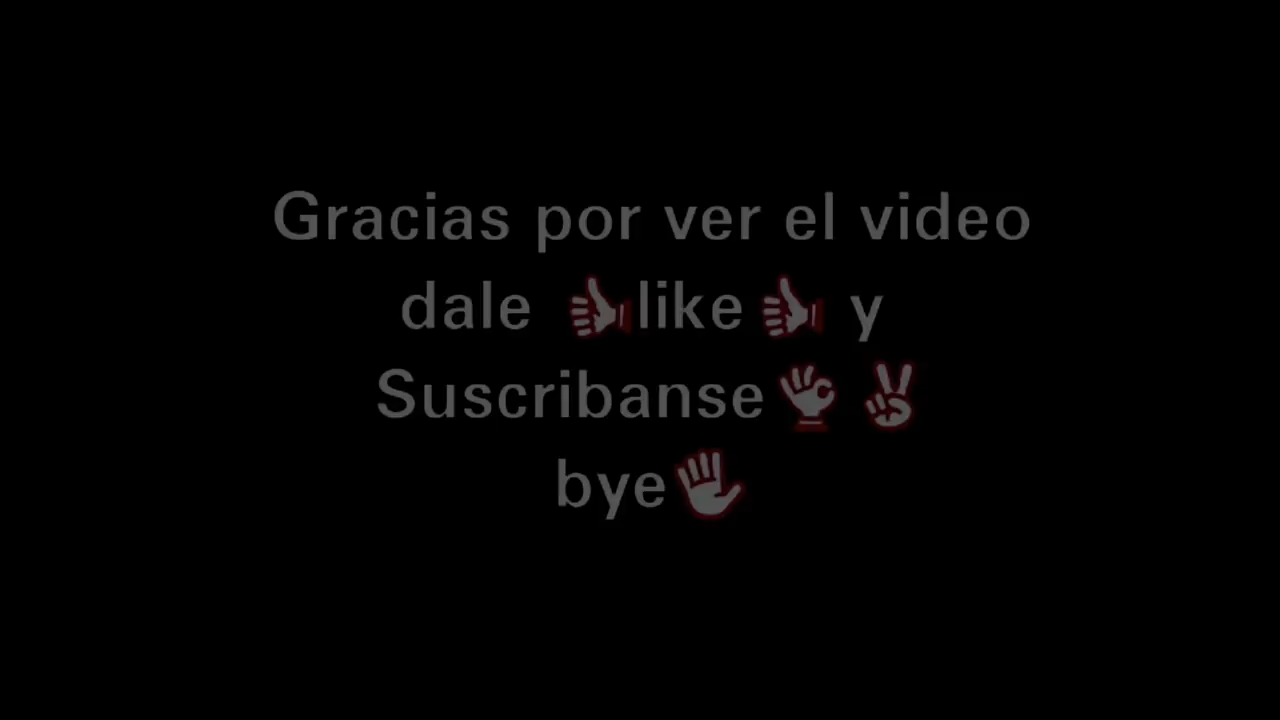 Gracias por ver el video
dale 👍like👍 y
Suscribanse👌 ✌
bye✋